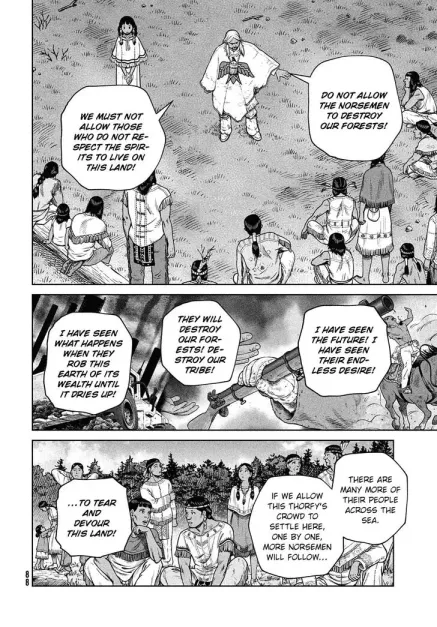 DO NOT ALLOW
THE NORSEMEN
TO DESTROY
OUR FORESTS!
WE MUST NOT
ALLOW THOSE
WHO DO NOT RE-
SPECT THE SPIR-
ITS TO LIVE ON
THIS LAND!
I HAVE SEEN
THE FUTURE! I
HAVE SEEN
THEIR END-
LESS DESIRE!
THEY WILL
DESTROY
OUR FOR-
ESTS! DE-
STROY OUR
TRIBE!
I HAVE SEEN
WHAT HAPPENS
WHEN THEY
ROB THIS
EARTH OF ITS
WEALTH UNTIL
IT DRIES UP!
THERE ARE
MANY MORE OF
THEIR PEOPLE
ACROSS THE
SEA.
IF WE ALLOW
THIS THORFY'S
CROWD TO
SETTLE HERE,
ONE BY ONE,
MORE NORSEMEN
WILL FOLLOW...
...TO TEAR
AND
DEVOUR
THIS LAND!
88